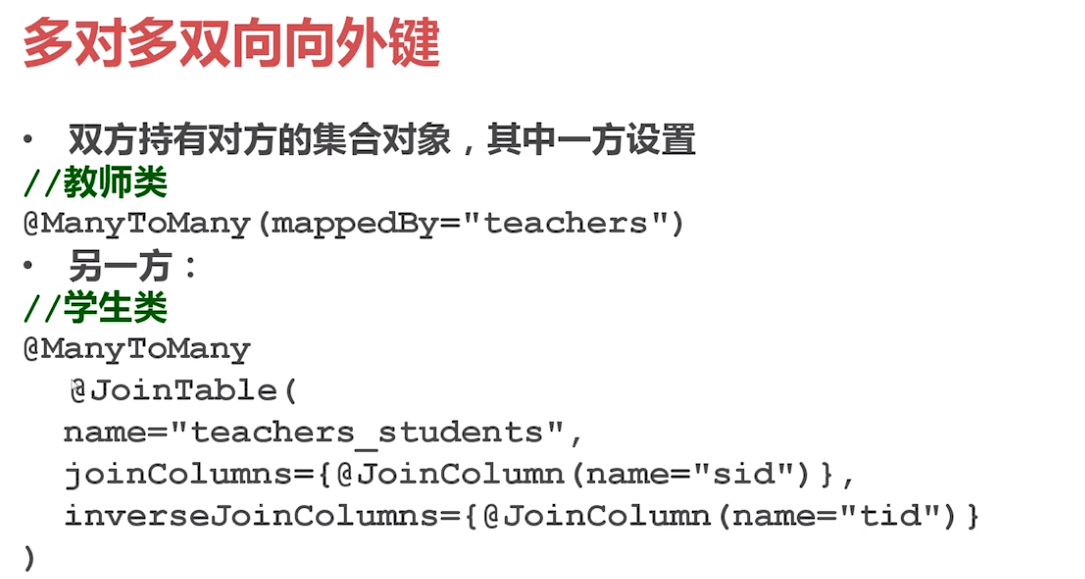 多对多双向向外键
• 双方持有对方的集合对象，其中一方设置
//教师类
@ManyToMany(mappedBy="teachers")
• 另一方：
//学生类
@ManyToMany
@JoinTable(
name="teachers_students",
joinColumns={@JoinColumn(name="sid")},
inverseJoinColumns={@JoinColumn(name="tid")}
)